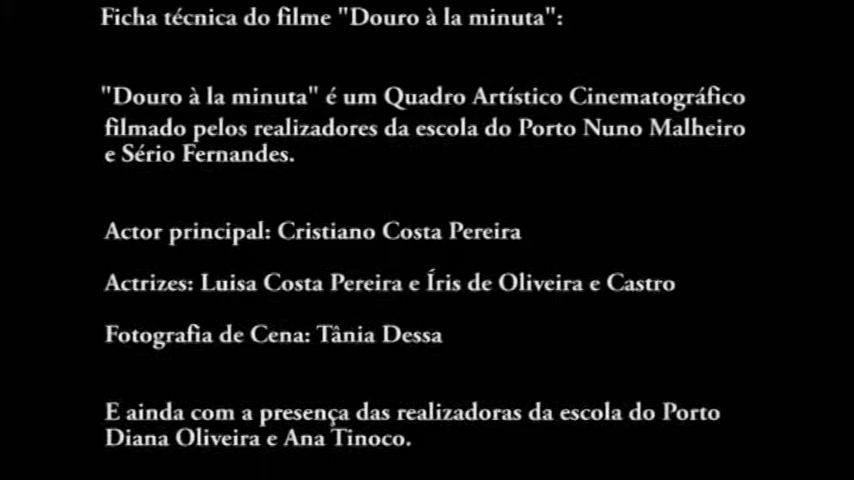 Ficha técnica do filme "Douro à la minuta":
"Douro à la minuta" é um Quadro Artístico Cinematográfico
filmado pelos realizadores da escola do Porto Nuno Malheiro
e Sério Fernandes.
Actor principal: Cristiano Costa Pereira
Actrizes: Luisa Costa Pereira e Íris de Oliveira e Castro
Fotografia de Cena: Tânia Dessa
E ainda com a presença das realizadoras da escola do Porto
Diana Oliveira e Ana Tinoco.